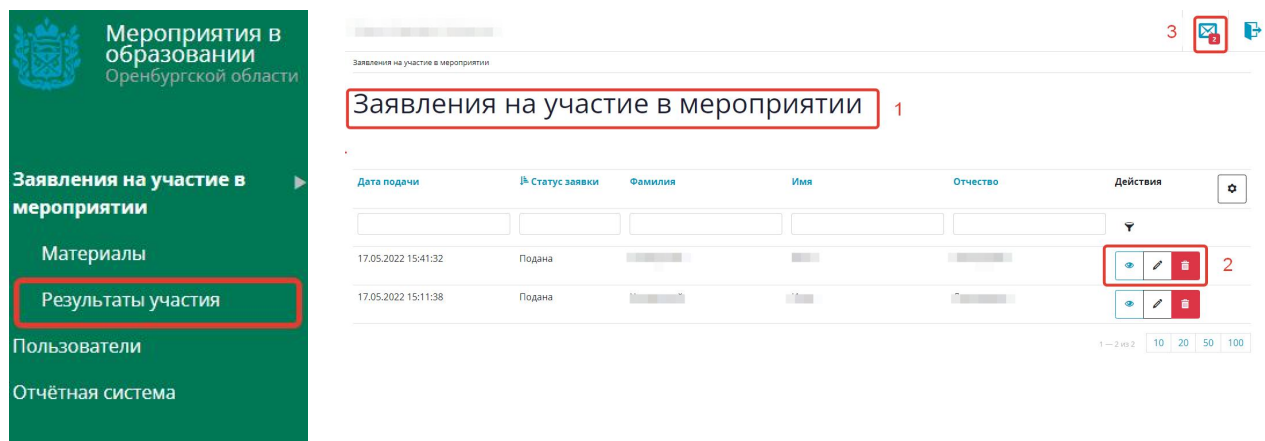 Мероприятия в
образовании
Оренбургской области
Заявления на участие в
мероприятии
Материалы
Результаты участия
Пользователи
Отчётная система
3
2
Заявления на участие в мероприятии
Заявления на участие в мероприятии 1
Дата подачи Статус заявки Фамилия Имя Отчество Действия
17.05.2022 15:41:32 Подана 2
17.05.2022 15:11:38 Подана
1 — 2 из 2 10 20 50 100